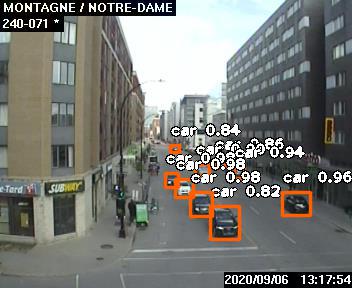 MONTAGNE / NOTRE-DAME
240-071 *
car 0.84
car 0.94
car 0.98
car 0.98
car 0.96
car 0.82
SUBWAY
2020/09/06 13:17:54